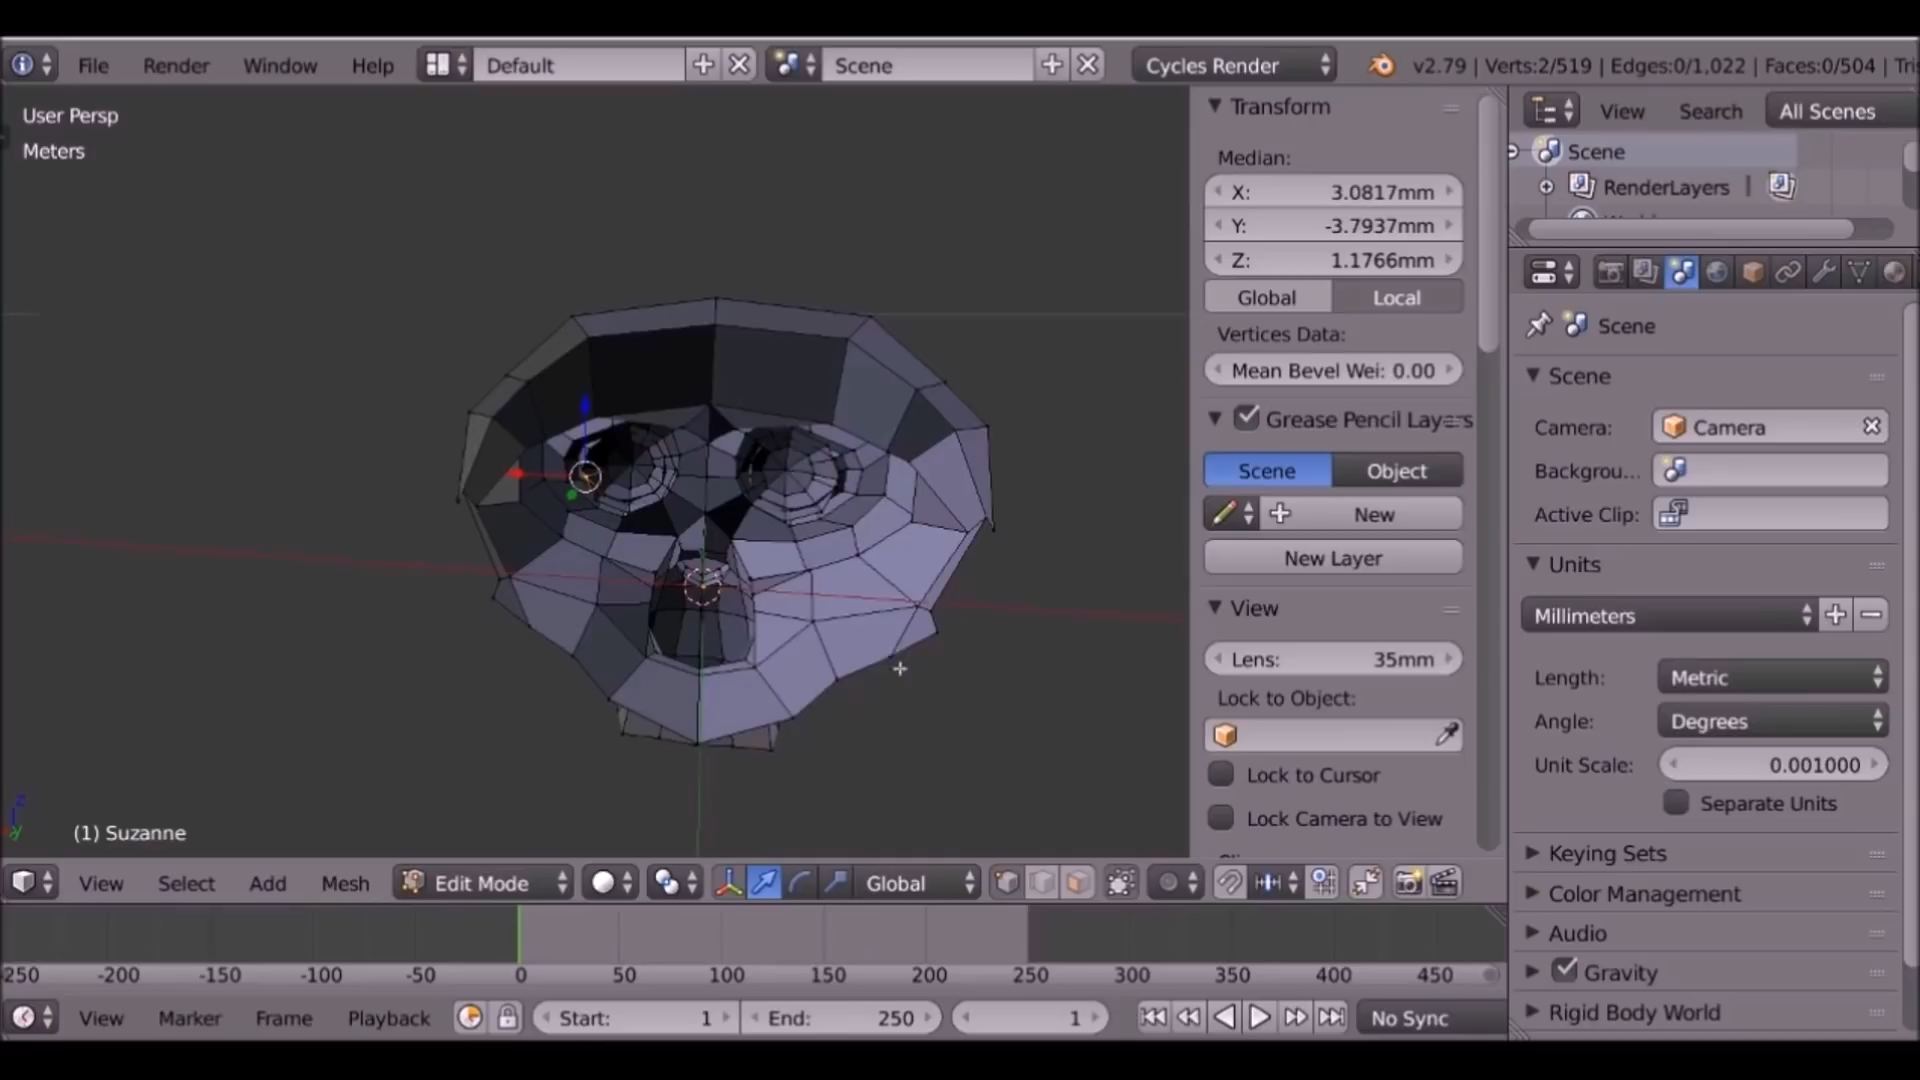 File Render Window Help Default Scene Cycles Render v2.79 | Verts:2/519 | Edges:0/1,022 | Faces:0/504 | Tri
User Persp
Meters
(1) Suzanne
Transform
Median:
X: 3.0817mm
Y: -3.7937mm
Z: 1.1766mm
Global Local
Vertices Data:
Mean Bevel Wei: 0.00
Grease Pencil Layers
Scene Object
New
New Layer
View
Lens: 35mm
Lock to Object:
Lock to Cursor
Lock Camera to View
View Search All Scenes
Scene
RenderLayers |
Scene
Scene
Camera: Camera
Backgrou...
Active Clip:
Units
Millimeters
Length: Metric
Angle: Degrees
Unit Scale: 0.001000
Separate Units
Keying Sets
Color Management
Audio
Gravity
Rigid Body World
View Select Add Mesh Edit Mode Global
-250 -200 -150 -100 -50 0 50 100 150 200 250 300 350 400 450
View Marker Frame Playback Start: 1 End: 250 1 No Sync